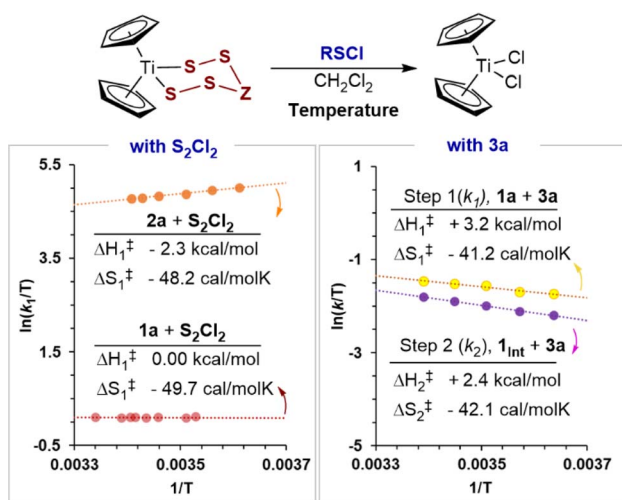 Ti
S
S
S
S
Z
RSCl
CH2Cl2
Temperature
Ti
Cl
Cl
with S2Cl2
5.5
3.5
1.5
-0.5
ln(k1/T)
2a + S2Cl2
ΔH1‡ - 2.3 kcal/mol
ΔS1‡ - 48.2 cal/molK
1a + S2Cl2
ΔH1‡ 0.00 kcal/mol
ΔS1‡ - 49.7 cal/molK
0.0033 0.0035 0.0037
1/T
with 3a
1
-1
-3
-5
ln(k/T)
Step 1(k1), 1a + 3a
ΔH1‡ + 3.2 kcal/mol
ΔS1‡ - 41.2 cal/molK
Step 2 (k2), 1Int + 3a
ΔH2‡ + 2.4 kcal/mol
ΔS2‡ - 42.1 cal/molK
0.0033 0.0035 0.0037
1/T